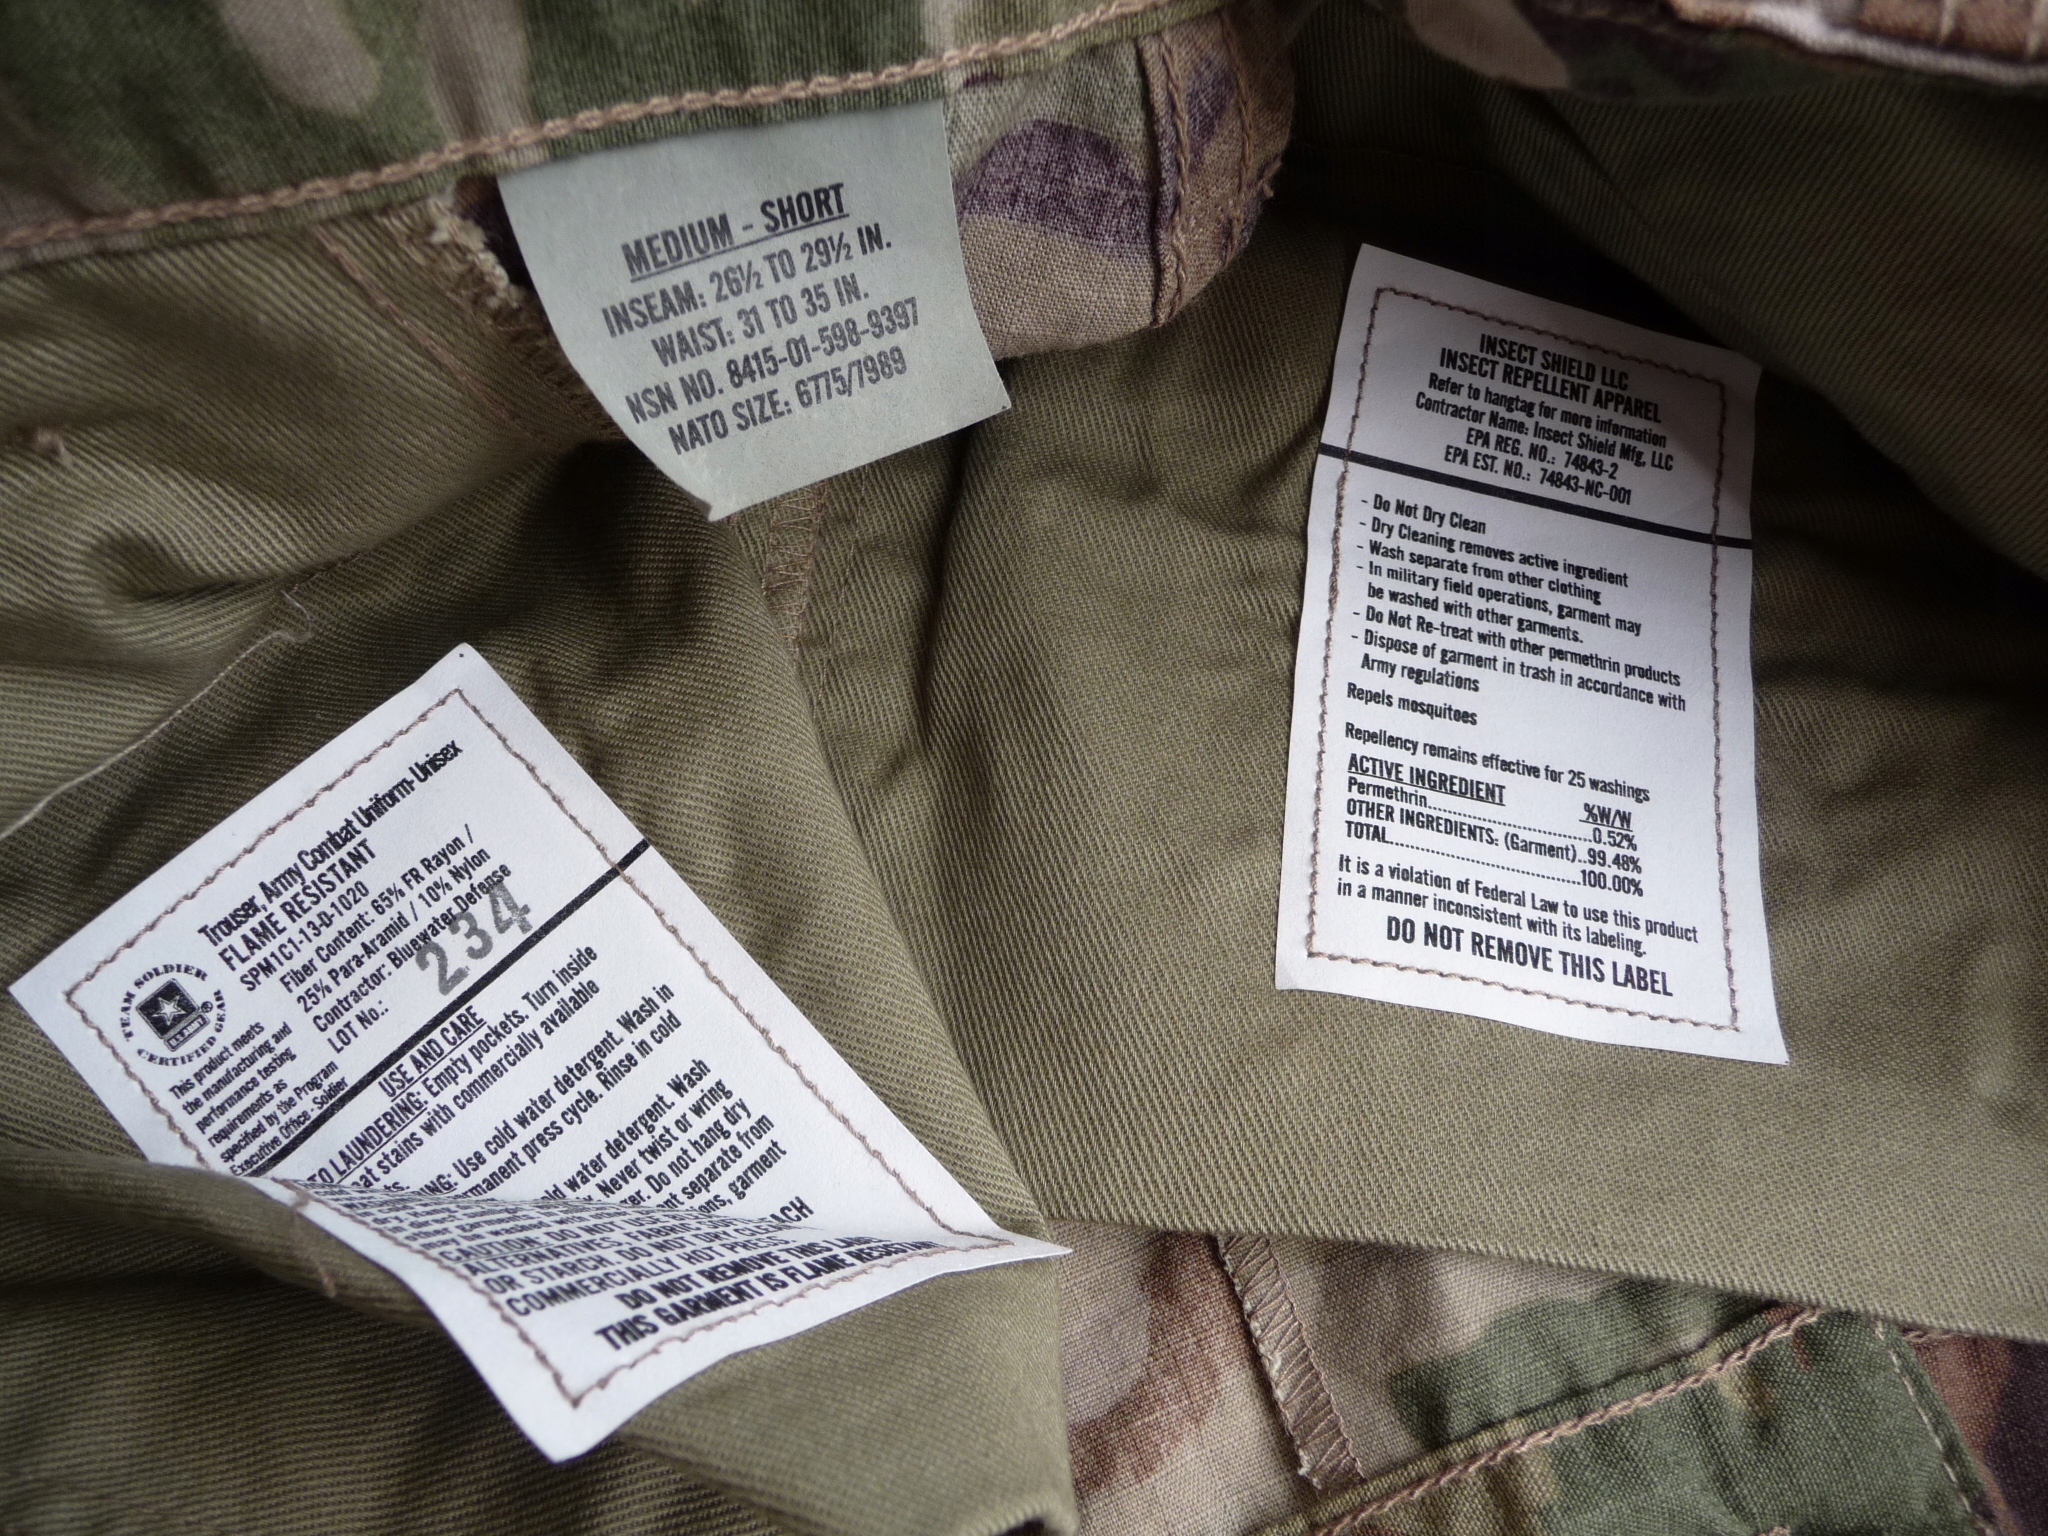 MEDIUM - SHORT
INSEAM: 26½ TO 29½ IN.
WAIST: 31 TO 35 IN.
NSN NO. 8415-01-598-9397
NATO SIZE: 6775/7989
INSECT SHIELD LLC
INSECT REPELLENT APPAREL
Refer to hangtag for more information
Contractor Name: Insect Shield Mfg, LLC
EPA REG. NO.: 74843-2
EPA EST. NO.: 74843-NC-001
- Do Not Dry Clean
- Dry Cleaning removes active ingredient
- Wash separate from other clothing
- In military field operations, garment may
be washed with other garments.
- Do Not Re-treat with other permethrin products
- Dispose of garment in trash in accordance with
Army regulations
Repels mosquitoes
Repellency remains effective for 25 washings
ACTIVE INGREDIENT %W/W
Permethrin..............................0.52%
OTHER INGREDIENTS: (Garment)..99.48%
TOTAL..............................100.00%
It is a violation of Federal Law to use this product
in a manner inconsistent with its labeling.
DO NOT REMOVE THIS LABEL
Trouser, Army Combat Uniform- Unisex
FLAME RESISTANT
SPM1C1-13-D-1020
Fiber Content: 65% FR Rayon /
25% Para-Aramid / 10% Nylon
Contractor: Bluewater Defense
LOT No.:
234
TEAM SOLDIER
U.S. ARMY
CERTIFIED GEAR
This product meets
the manufacturing and
performance testing
requirements as
specified by the Program
Executive Office - Soldier
USE AND CARE
TO LAUNDERING: Empty pockets. Turn inside
stains with commercially available
Use cold water detergent. Wash in
press cycle. Rinse in cold
water detergent. Wash
Never twist or wring
Do not hang dry
separate from
garment
CAUTION: DO NOT USE
ALTERNATIVES, FABRIC
OR STARCH. DO NOT DRY CLEAN
COMMERCIALLY HOT PRESS.
DO NOT REMOVE THIS
THIS GARMENT IS FLAME RESISTANT